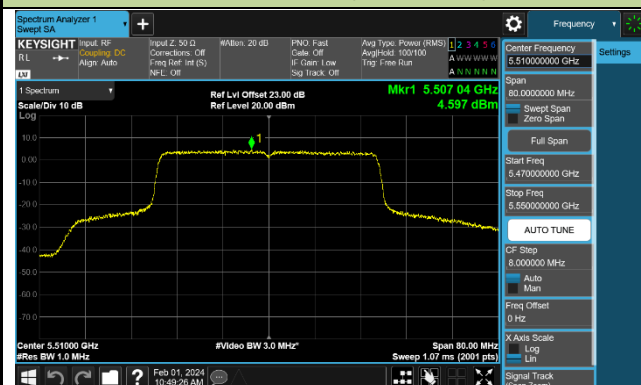 Spectrum Analyzer 1
Swept SA
Frequency
KEYSIGHT
RL
LXI
Input: RF
Coupling: DC
Align: Auto
Input Z: 50 Ω
Corrections: Off
Freq Ref: Int (S)
NFE: Off
#Atten: 20 dB
PNO: Fast
Gate: Off
IF Gain: Low
Sig Track: Off
Avg Type: Power (RMS)
Avg|Hold: 100/100
Trig: Free Run
1 2 3 4 5 6
A W W W W W
A N N N N N
Center Frequency
5.510000000 GHz
Settings
Span
80.0000000 MHz
Swept Span
Zero Span
Full Span
Start Freq
5.470000000 GHz
Stop Freq
5.550000000 GHz
AUTO TUNE
CF Step
8.000000 MHz
Auto
Man
Freq Offset
0 Hz
X Axis Scale
Log
Lin
Signal Track
1 Spectrum
Scale/Div 10 dB
Log
Ref Lvl Offset 23.00 dB
Ref Level 20.00 dBm
Mkr1 5.507 04 GHz
4.597 dBm
1
10.0
0.00
-10.0
-20.0
-30.0
-40.0
-50.0
-60.0
Center 5.51000 GHz
#Res BW 1.0 MHz
#Video BW 3.0 MHz*
Span 80.00 MHz
Sweep 1.07 ms (2001 pts)
Feb 01, 2024
10:49:26 AM